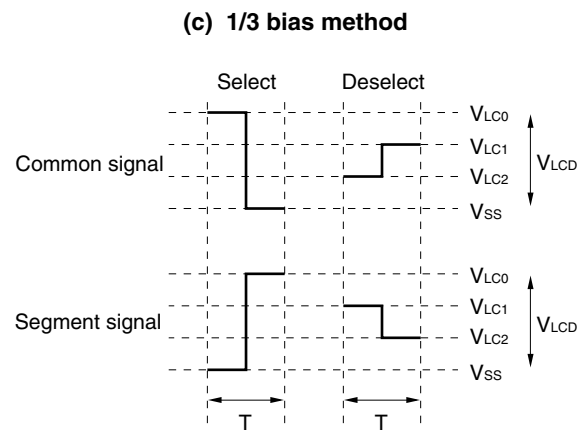 (c) 1/3 bias method
Select Deselect
VLC0
VLC1
Common signal
VLCD
VLC2
VSS
VLC0
VLC1
Segment signal
VLCD
VLC2
VSS
T T